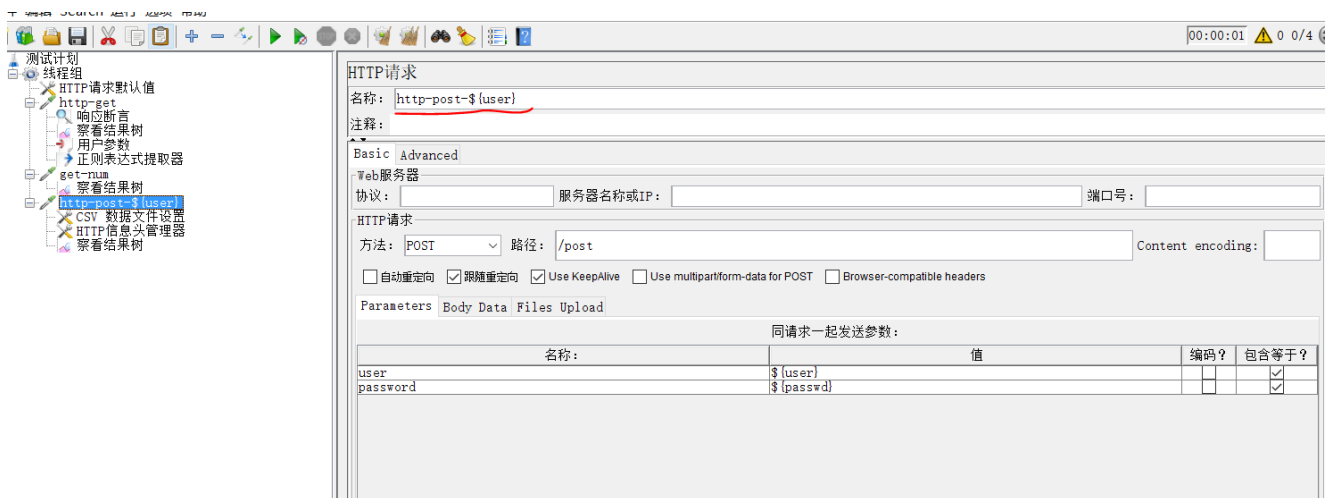 编辑 Search 运行 选项 帮助
00:00:01 0 0/4
测试计划
线程组
HTTP请求默认值
http-get
响应断言
察看结果树
用户参数
正则表达式提取器
get-num
察看结果树
http-post-${user}
CSV 数据文件设置
HTTP信息头管理器
察看结果树
HTTP请求
名称: http-post-${user}
注释:
Basic Advanced
Web服务器
协议: 服务器名称或IP: 端口号:
HTTP请求
方法: POST 路径: /post Content encoding:
自动重定向 跟随重定向 Use KeepAlive Use multipart/form-data for POST Browser-compatible headers
Parameters Body Data Files Upload
同请求一起发送参数:
名称: 值 编码? 包含等于?
user ${user}
password ${passwd}